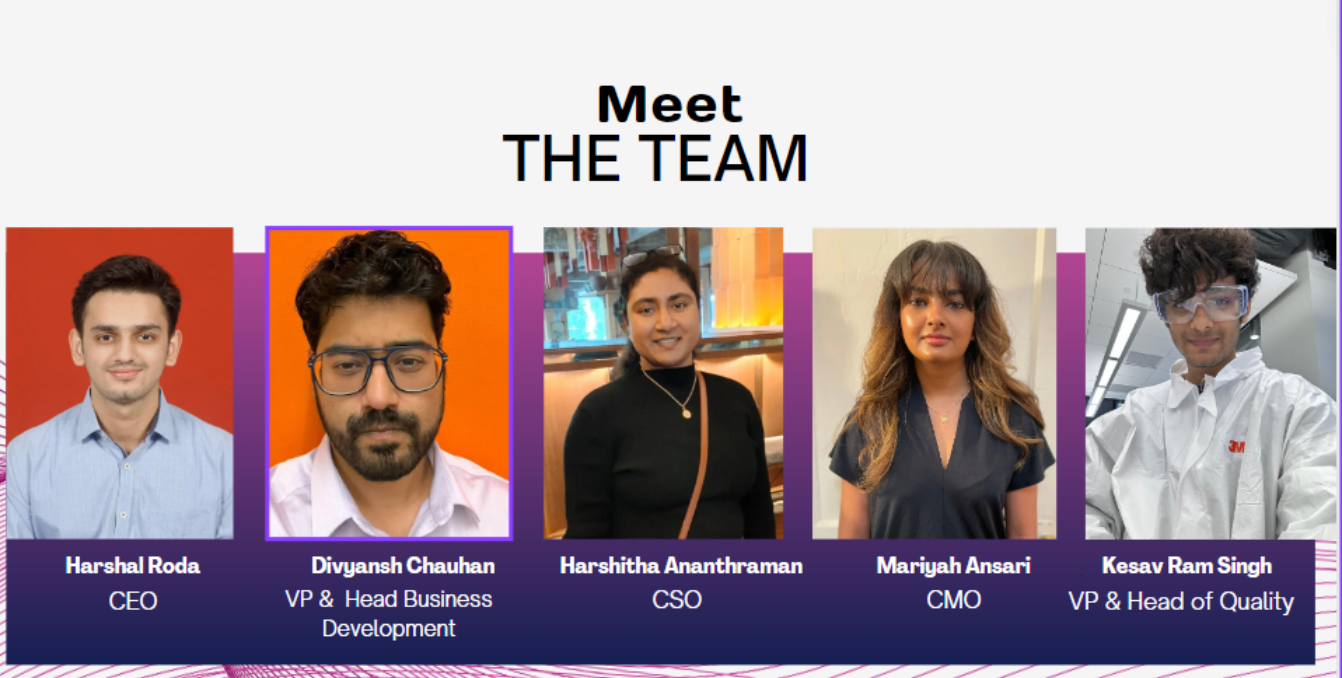 Meet
THE TEAM
3M
Harshal Roda
CEO
Divyansh Chauhan
VP & Head Business
Development
Harshitha Ananthraman
CSO
Mariyah Ansari
CMO
Kesav Ram Singh
VP & Head of Quality